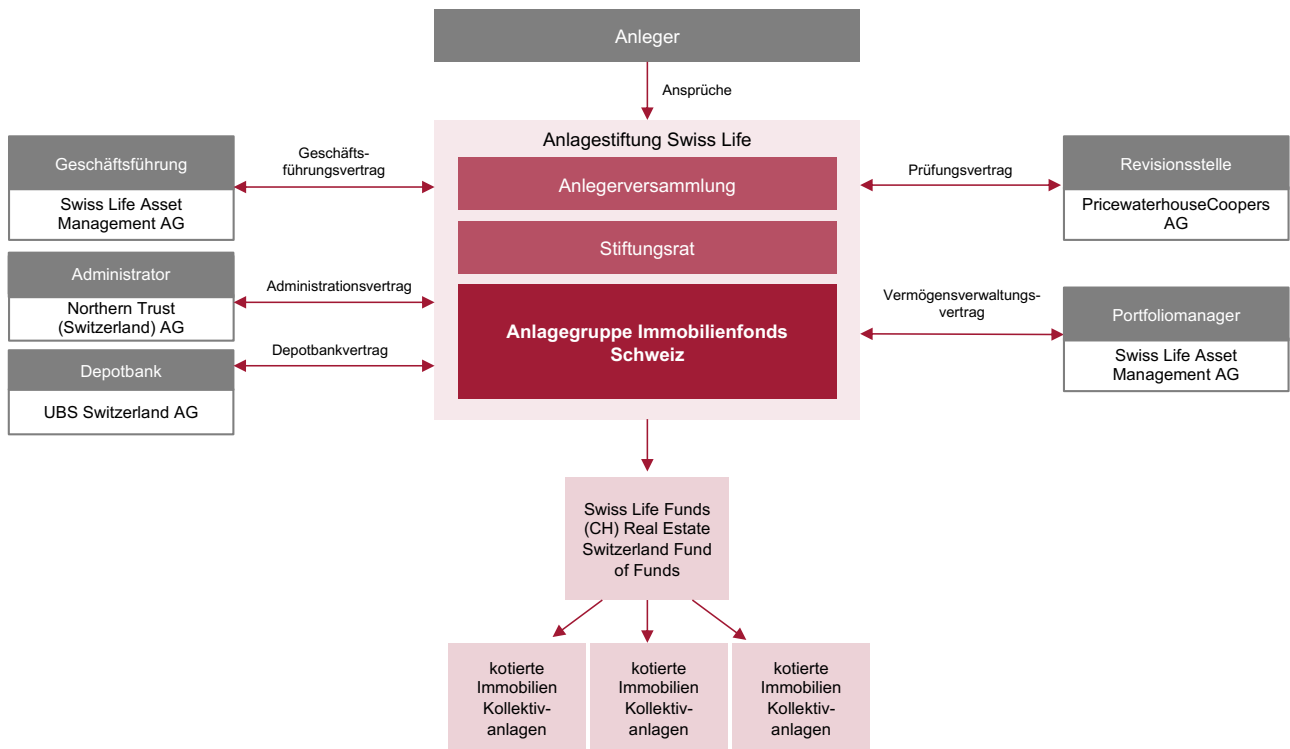 Anleger
Ansprüche
Anlagestiftung Swiss Life
Anlegerversammlung
Stiftungsrat
Anlagegruppe Immobilienfonds
Schweiz
Geschäftsführung
Swiss Life Asset
Management AG
Geschäfts-
führungsvertrag
Administrator
Northern Trust
(Switzerland) AG
Administrationsvertrag
Depotbank
UBS Switzerland AG
Depotbankvertrag
Prüfungsvertrag
Revisionsstelle
PricewaterhouseCoopers
AG
Vermögensverwaltungs-
vertrag
Portfoliomanager
Swiss Life Asset
Management AG
Swiss Life Funds
(CH) Real Estate
Switzerland Fund
of Funds
kotierte
Immobilien
Kollektiv-
anlagen
kotierte
Immobilien
Kollektiv-
anlagen
kotierte
Immobilien
Kollektiv-
anlagen